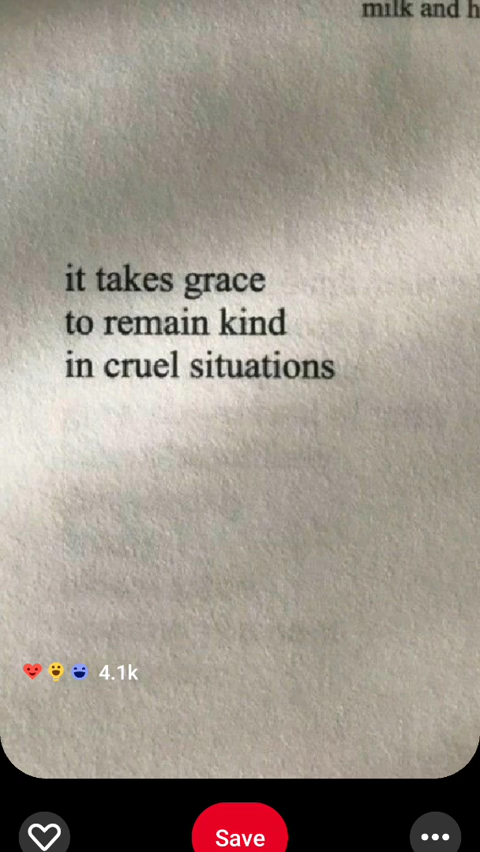 milk and h
it takes grace
to remain kind
in cruel situations
4.1k
Save